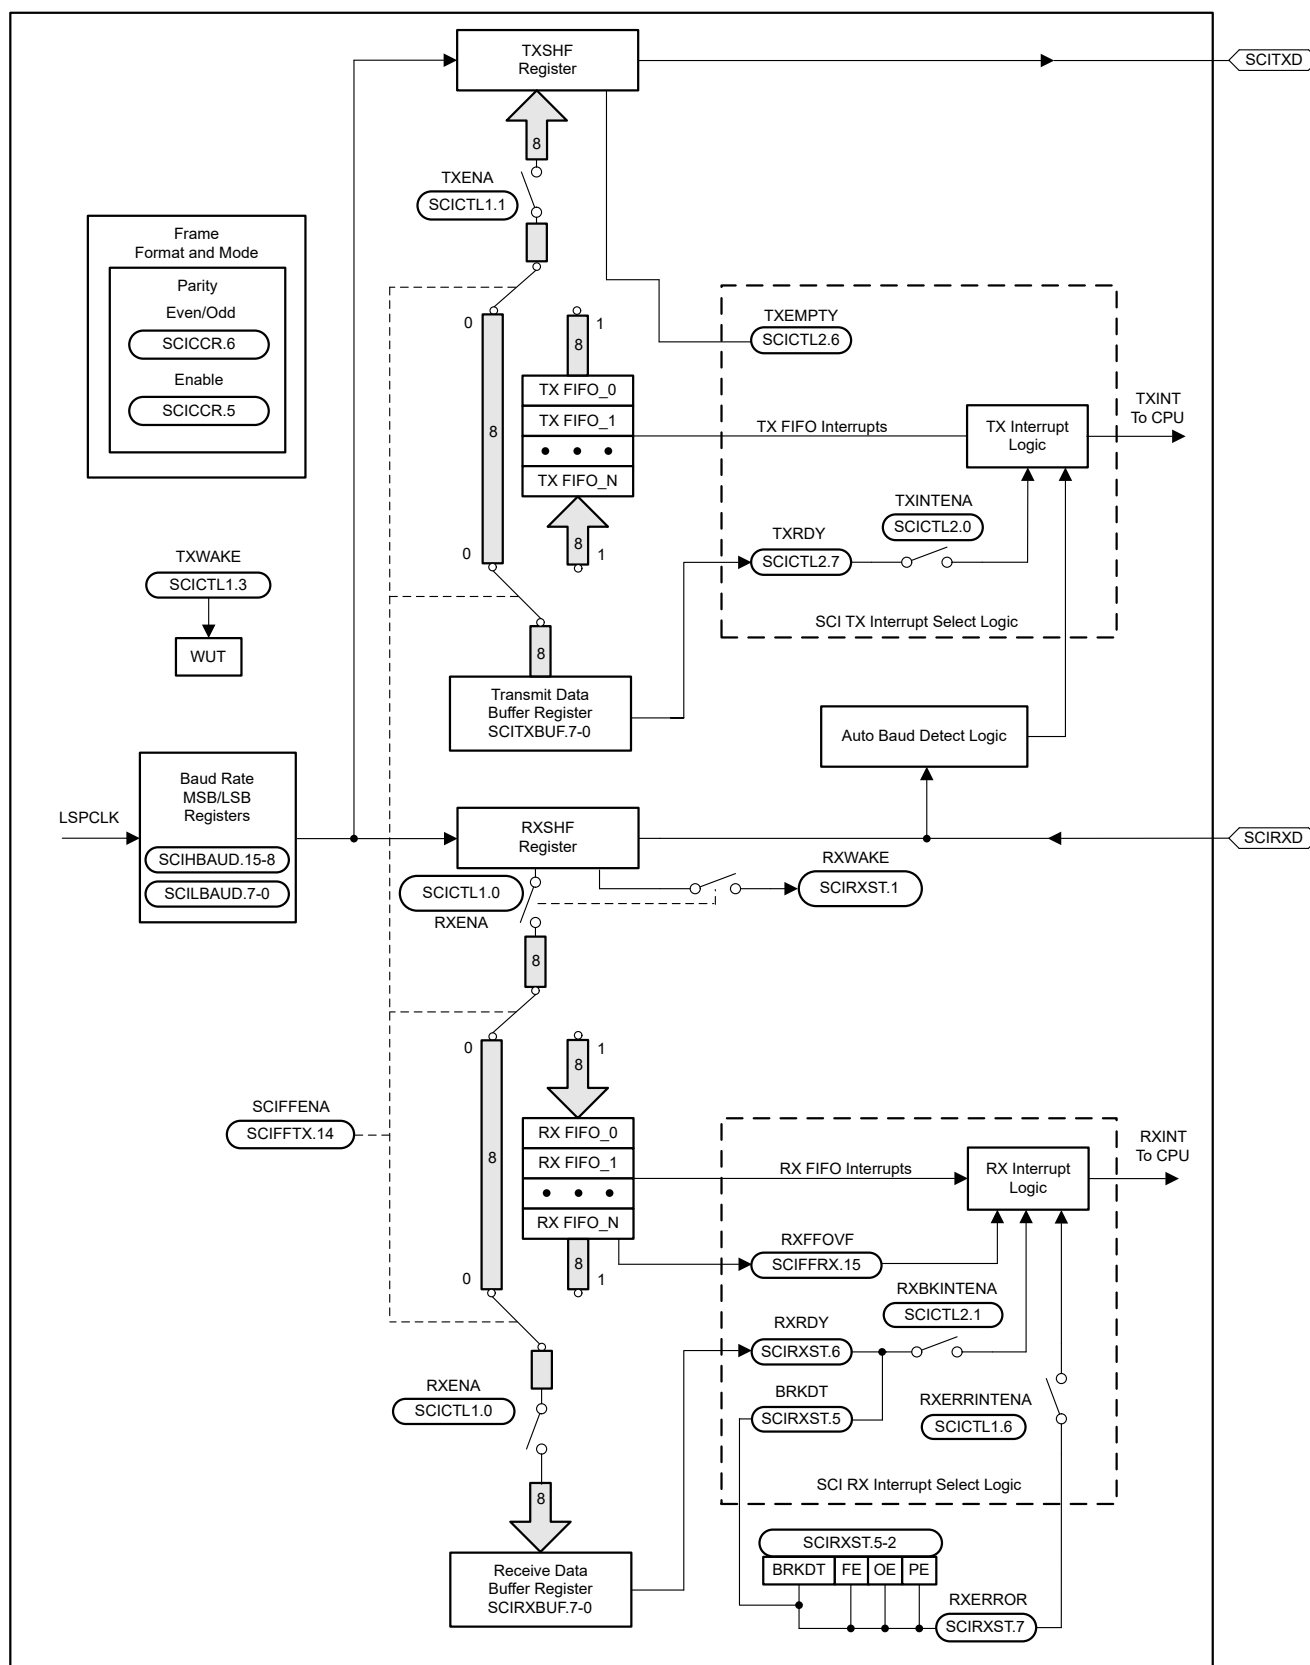 TXSHF
Register
SCITXD
8
TXENA
SCICTL1.1
Frame
Format and Mode
Parity
Even/Odd
SCICCR.6
Enable
SCICCR.5
0
1
8
TX FIFO_0
TX FIFO_1
TX FIFO_N
8
8
1
0
TXEMPTY
SCICTL2.6
TX FIFO Interrupts
TX Interrupt
Logic
TXINT
To CPU
TXINTENA
SCICTL2.0
TXRDY
SCICTL2.7
SCI TX Interrupt Select Logic
TXWAKE
SCICTL1.3
WUT
8
Transmit Data
Buffer Register
SCITXBUF.7-0
Auto Baud Detect Logic
LSPCLK
Baud Rate
MSB/LSB
Registers
SCIHBAUD.15-8
SCILBAUD.7-0
RXSHF
Register
SCIRXD
SCICTL1.0
RXENA
RXWAKE
SCIRXST.1
8
0
1
8
RX FIFO_0
RX FIFO_1
RX FIFO_N
8
8
1
0
SCIFFENA
SCIFFTX.14
RX FIFO Interrupts
RX Interrupt
Logic
RXINT
To CPU
RXFFOVF
SCIFFRX.15
RXBKINTENA
SCICTL2.1
RXRDY
SCIRXST.6
BRKDT
SCIRXST.5
RXERRINTENA
SCICTL1.6
SCI RX Interrupt Select Logic
RXENA
SCICTL1.0
8
Receive Data
Buffer Register
SCIRXBUF.7-0
SCIRXST.5-2
BRKDT FE OE PE
RXERROR
SCIRXST.7